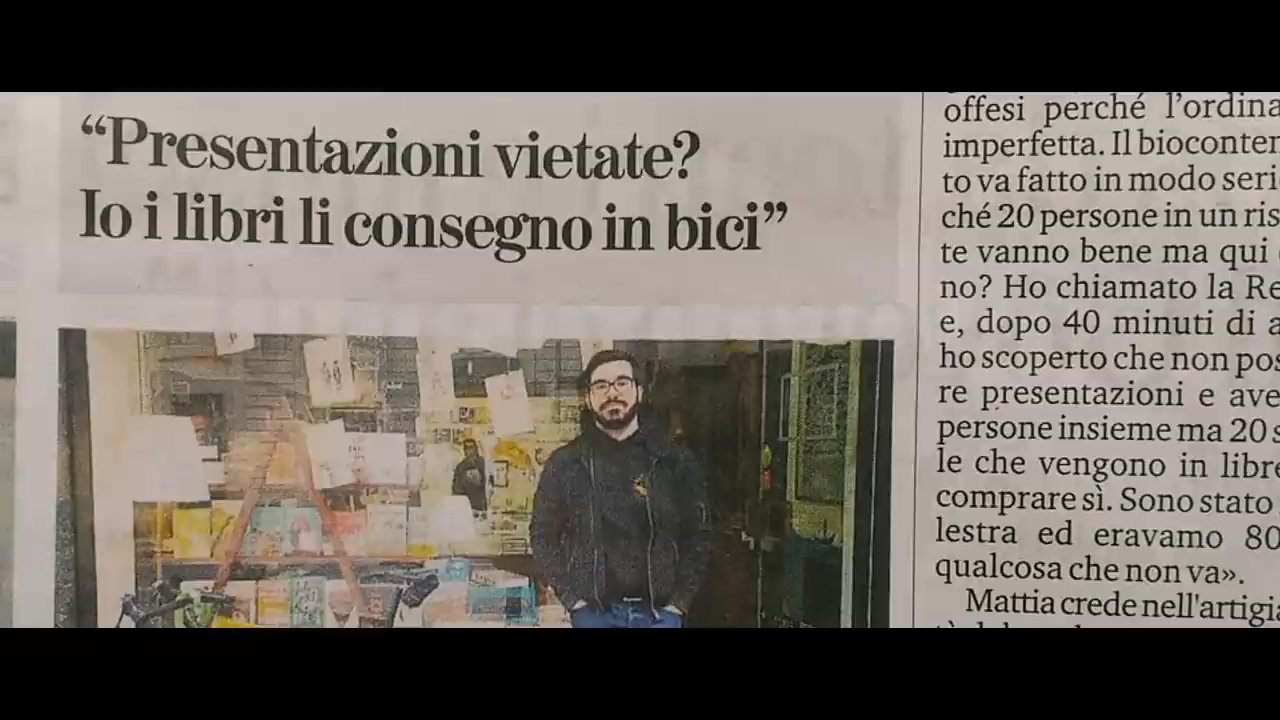 “Presentazioni vietate?
Io i libri li consegno in bici”
offesi perché l’ordina
imperfetta. Il bioconten
to va fatto in modo seri
ché 20 persone in un ris
te vanno bene ma qui
no? Ho chiamato la Re
e, dopo 40 minuti di a
ho scoperto che non pos
re presentazioni e ave
persone insieme ma 20 s
le che vengono in libre
comprare sì. Sono stato
lestra ed eravamo 80
qualcosa che non va».
Mattia crede nell'artigia